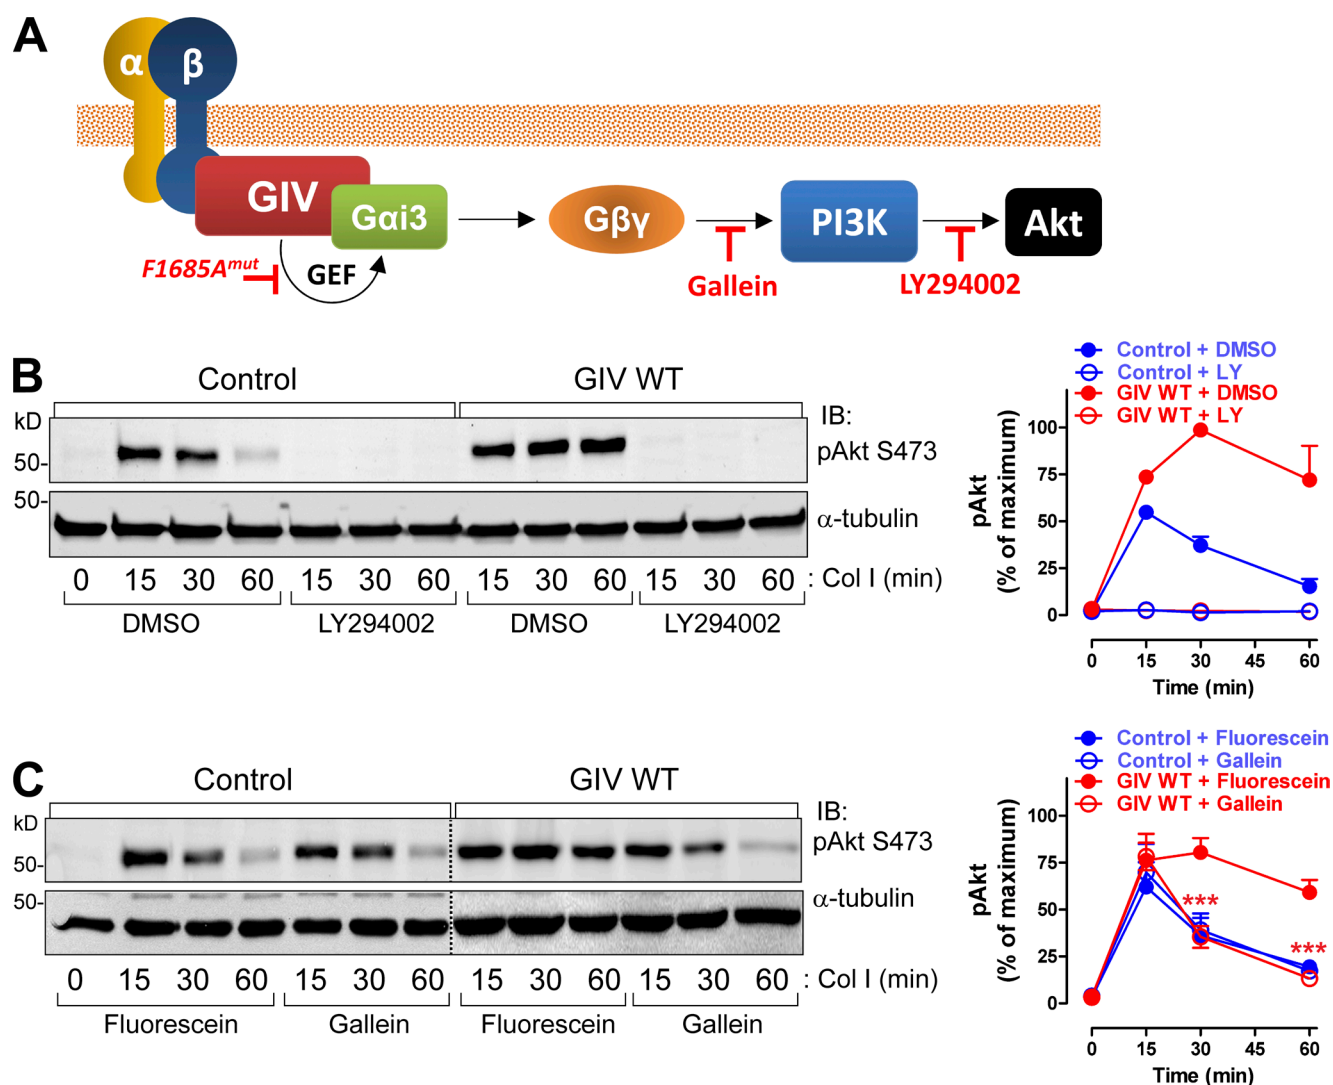 A
α β
GIV
Gαi3
Gβγ
PI3K
Akt
F1685Amut
GEF
Gallein
LY294002
B
Control GIV WT
kD
IB:
50-
pAkt S473
50-
α-tubulin
0 15 30 60 15 30 60 15 30 60 15 30 60 : Col I (min)
DMSO LY294002 DMSO LY294002
Control + DMSO
Control + LY
GIV WT + DMSO
GIV WT + LY
pAkt
(% of maximum)
100
75
50
25
0
0 15 30 45 60
Time (min)
C
Control GIV WT
kD
IB:
50-
pAkt S473
50-
α-tubulin
0 15 30 60 15 30 60 15 30 60 15 30 60 : Col I (min)
Fluorescein Gallein Fluorescein Gallein
Control + Fluorescein
Control + Gallein
GIV WT + Fluorescein
GIV WT + Gallein
pAkt
(% of maximum)
100
75
50
25
0
***
***
0 15 30 45 60
Time (min)